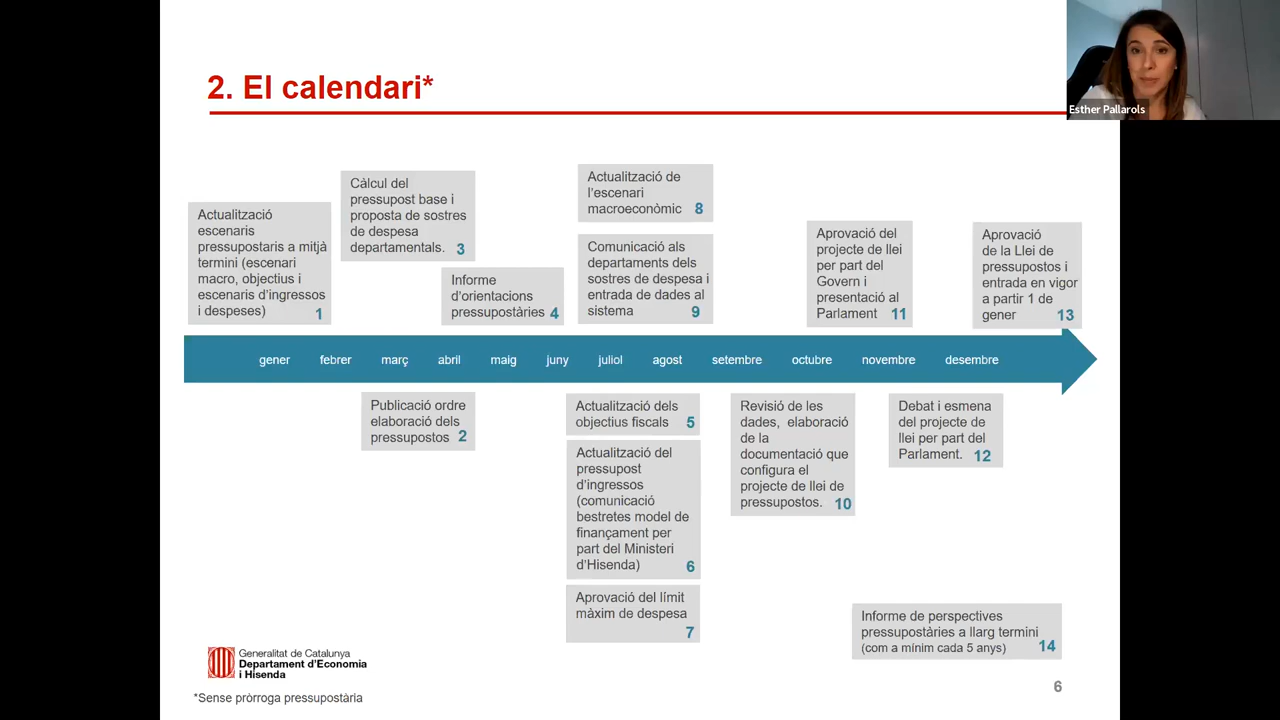 2. El calendari*
Esther Pallarols
Actualització
escenaris
pressupostaris a mitjà
termini (escenari
macro, objectius i
escenaris d'ingressos
i despeses) 1
Càlcul del
pressupost base i
proposta de sostres
de despesa
departamentals. 3
Informe
d'orientacions
pressupostàries 4
Actualització de
l'escenari
macroeconòmic 8
Comunicació als
departaments dels
sostres de despesa i
entrada de dades al
sistema 9
Aprovació del
projecte de llei
per part del
Govern i
presentació al
Parlament 11
Aprovació
de la Llei de
pressupostos i
entrada en vigor
a partir 1 de
gener 13
gener febrer març abril maig juny juliol agost setembre octubre novembre desembre
Publicació ordre
elaboració dels
pressupostos 2
Actualització dels
objectius fiscals 5
Actualització del
pressupost
d'ingressos
(comunicació
bestretes model de
finançament per
part del Ministeri
d'Hisenda) 6
Aprovació del límit
màxim de despesa
7
Revisió de les
dades, elaboració
de la
documentació que
configura el
projecte de llei de
pressupostos. 10
Debat i esmena
del projecte de
llei per part del
Parlament. 12
Informe de perspectives
pressupostàries a llarg termini
(com a mínim cada 5 anys) 14
Generalitat de Catalunya
Departament d'Economia
i Hisenda
*Sense pròrroga pressupostària
6